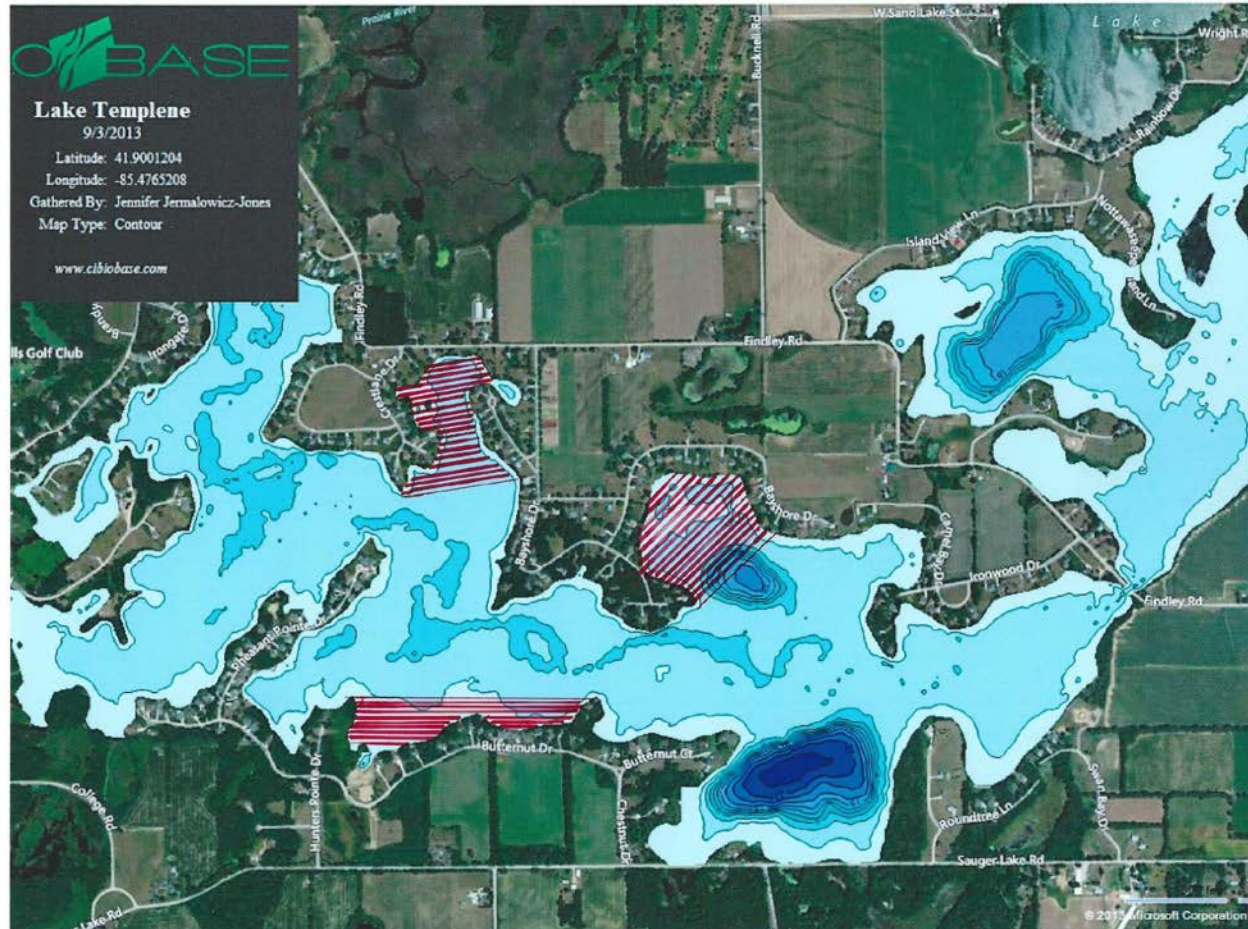 BASE
Lake Templene
9/3/2013
Latitude: 41.9001204
Longitude: -85.4765208
Gathered By: Jennifer Jermalowicz-Jones
Map Type: Contour
www.cibiobase.com
Prairie River
Bucknell Rd
W Sand Lake St
Lake
Wright R
Rainbow Dr
Island View Ln
Findley Rd
Findley Rd
Irongate D
lls Golf Club
Cristiane Dr
Bayshore Dr
Bayshore Dr
Ironwood Dr
Findley Rd
Pheasant Pointe Dr
Butternut Dr
Butternut Ct
Hunters Pointe Dr
College Rd
Chestnut Dr
Roundtree Ln
Swan Bay Dr
Sauger Lake Rd
Lake Rd
© 2013 Microsoft Corporation